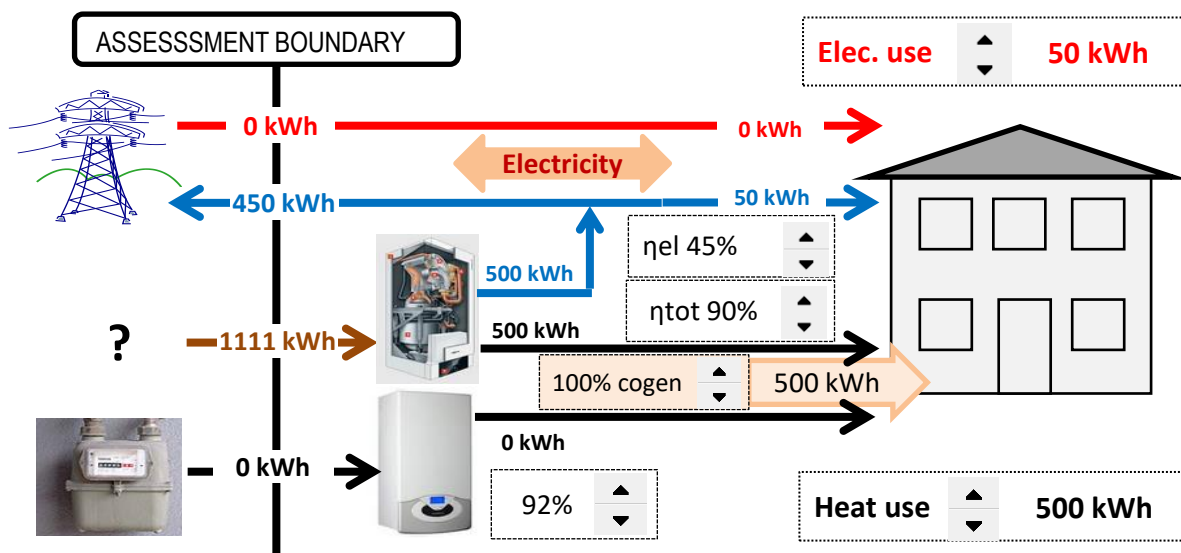 ASSESSSMENT BOUNDARY
Elec. use 50 kWh
0 kWh 0 kWh
Electricity
450 kWh 50 kWh
ηel 45%
500 kWh
ηtot 90%
? 1111 kWh 500 kWh
100% cogen 500 kWh
0 kWh
0 kWh
92%
Heat use 500 kWh